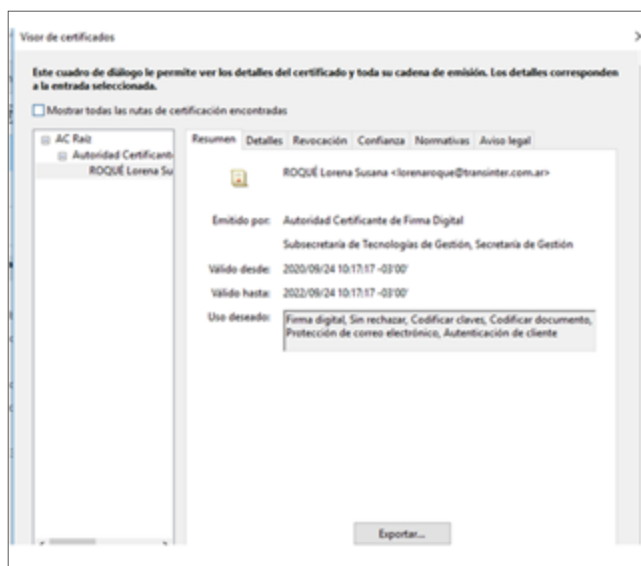 Visor de certificados
Este cuadro de diálogo le permite ver los detalles del certificado y toda su cadena de emisión. Los detalles corresponden
a la entrada seleccionada.
Mostrar todas las rutas de certificación encontradas
AC Raíz
Autoridad Certificante
ROQUÉ Lorena Su
Resumen Detalles Revocación Confianza Normativas Aviso legal
ROQUÉ Lorena Susana <lorenaroque@transinter.com.ar>
Emitido por: Autoridad Certificante de Firma Digital
Subsecretaría de Tecnologías de Gestión, Secretaría de Gestión
Válido desde: 2020/09/24 10:17:17 -03'00'
Válido hasta: 2022/09/24 10:17:17 -03'00'
Uso deseado: Firma digital, Sin rechazar, Codificar claves, Codificar documento,
Protección de correo electrónico, Autenticación de cliente
Exportar...